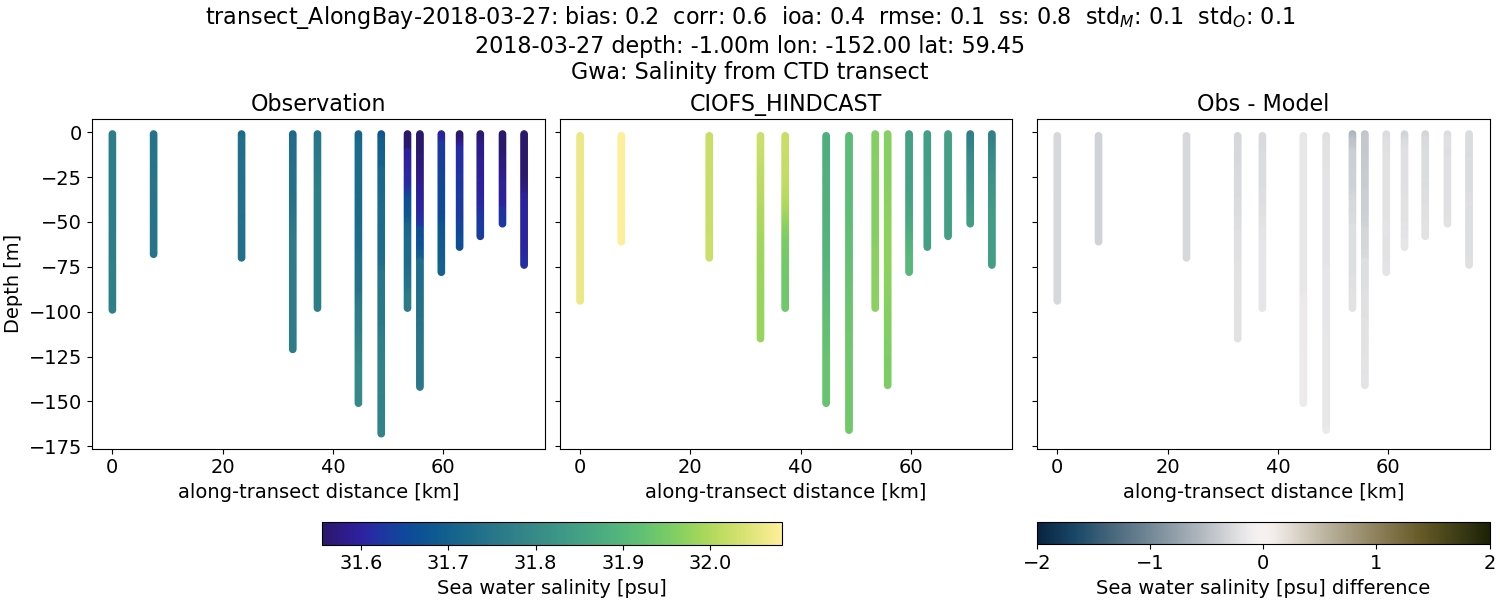 transect_AlongBay-2018-03-27: bias: 0.2 corr: 0.6 ioa: 0.4 rmse: 0.1 ss: 0.8 std_M: 0.1 std_O: 0.1
2018-03-27 depth: -1.00m lon: -152.00 lat: 59.45
Gwa: Salinity from CTD transect
Observation
CIOFS_HINDCAST
Obs - Model
Depth [m]
0
−25
−50
−75
−100
−125
−150
−175
0 20 40 60
0 20 40 60
0 20 40 60
along-transect distance [km]
along-transect distance [km]
along-transect distance [km]
31.6 31.7 31.8 31.9 32.0
Sea water salinity [psu]
−2 −1 0 1 2
Sea water salinity [psu] difference